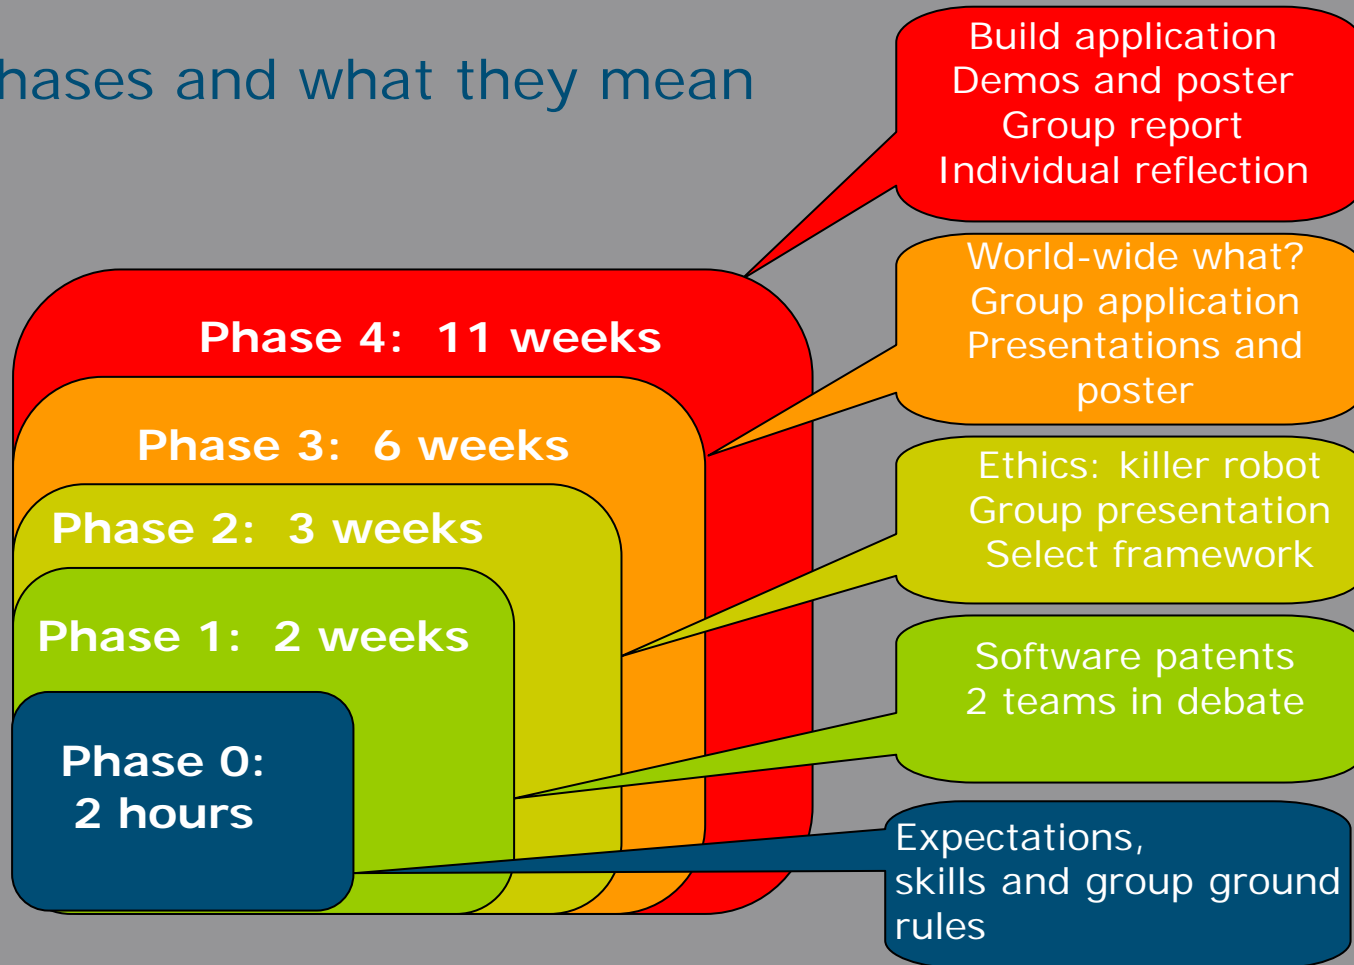 hases and what they mean
Build application
Demos and poster
Group report
Individual reflection
World-wide what?
Group application
Presentations and
poster
Phase 4: 11 weeks
Phase 3: 6 weeks
Ethics: killer robot
Group presentation
Select framework
Phase 2: 3 weeks
Phase 1: 2 weeks
Software patents
2 teams in debate
Phase 0:
2 hours
Expectations,
skills and group ground
rules